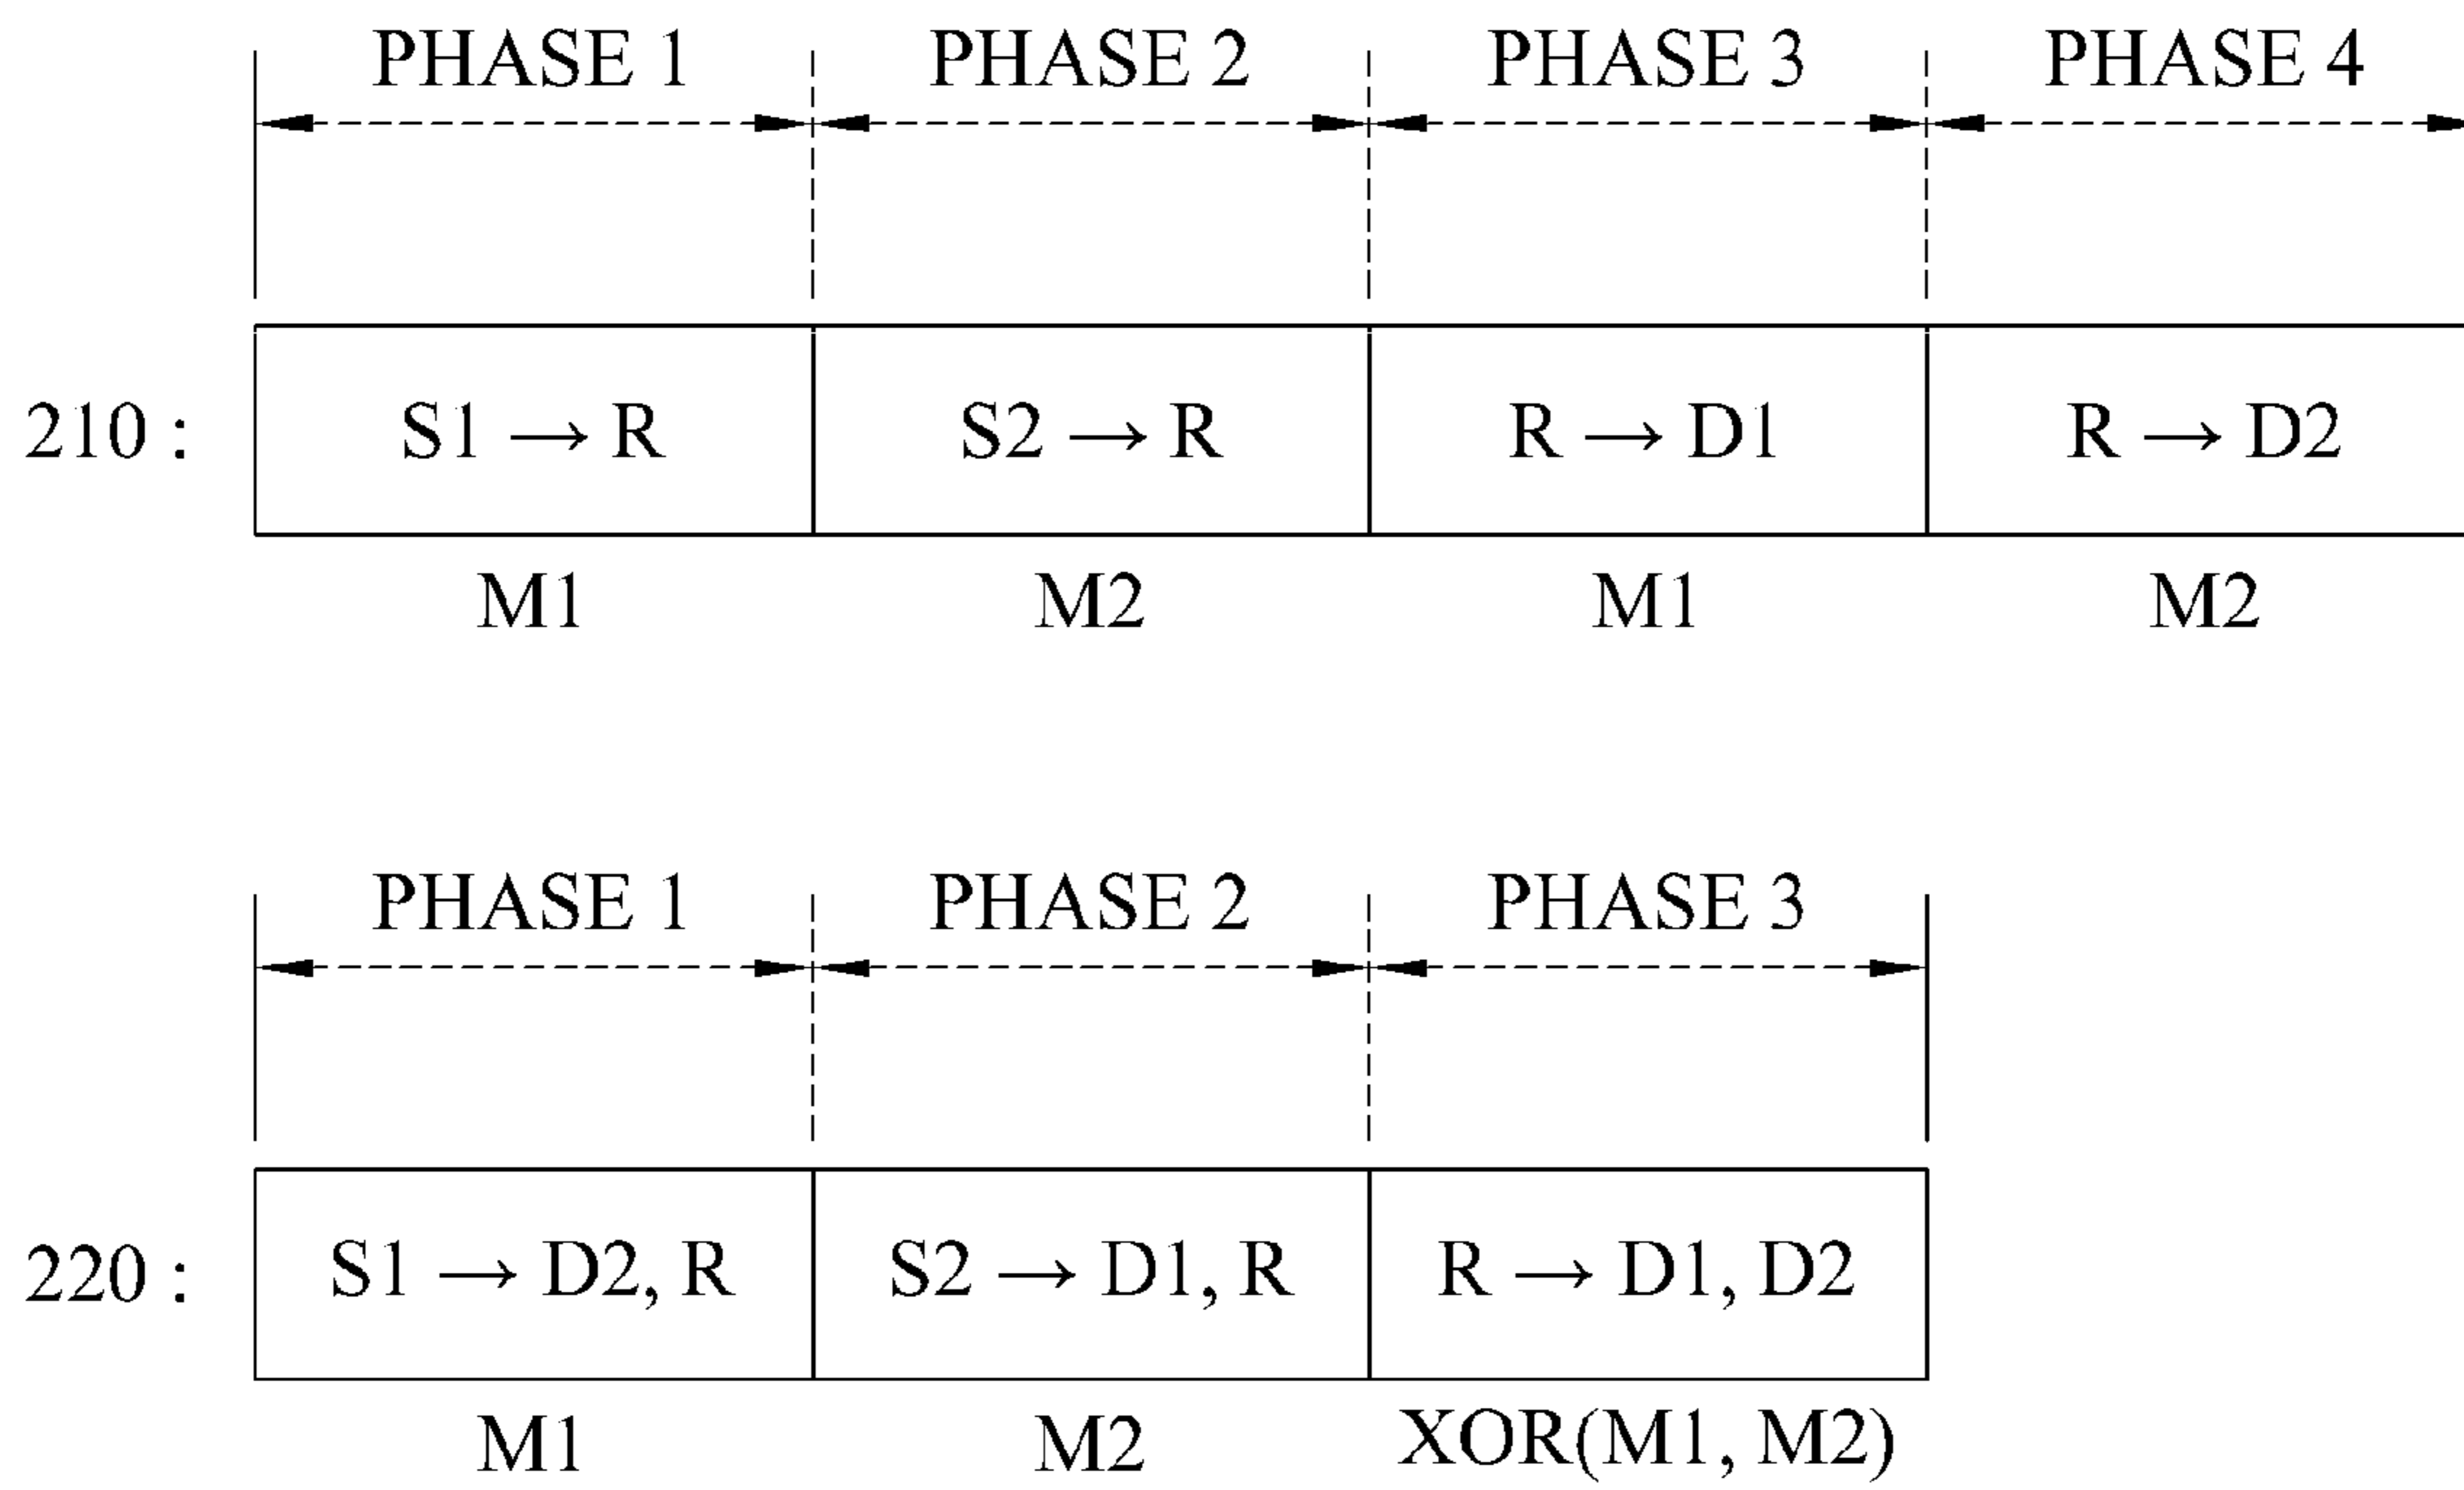 PHASE 1 PHASE 2 PHASE 3 PHASE 4
210 : S1 → R S2 → R R → D1 R → D2
M1 M2 M1 M2
PHASE 1 PHASE 2 PHASE 3
220 : S1 → D2, R S2 → D1, R R → D1, D2
M1 M2 XOR(M1, M2)